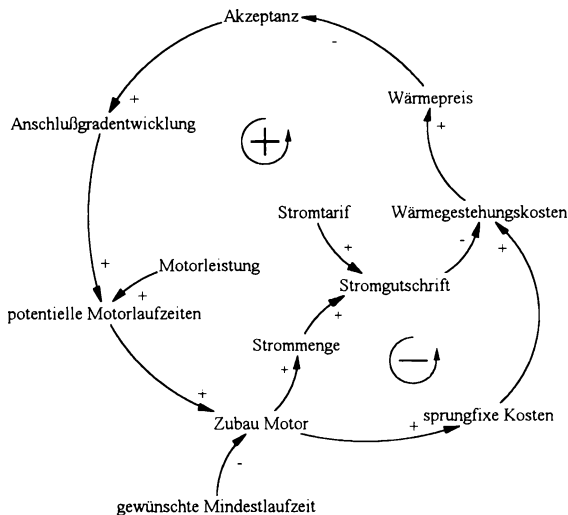 Akzeptanz
-
Wärmepreis
+
Anschlußgradentwicklung
+
+
Stromtarif
Wärmegestehungskosten
+
-
+
+
Motorleistung
Stromgutschrift
+
potentielle Motorlaufzeiten
+
Strommenge
+
-
+
sprungfixe Kosten
Zubau Motor
+
-
gewünschte Mindestlaufzeit